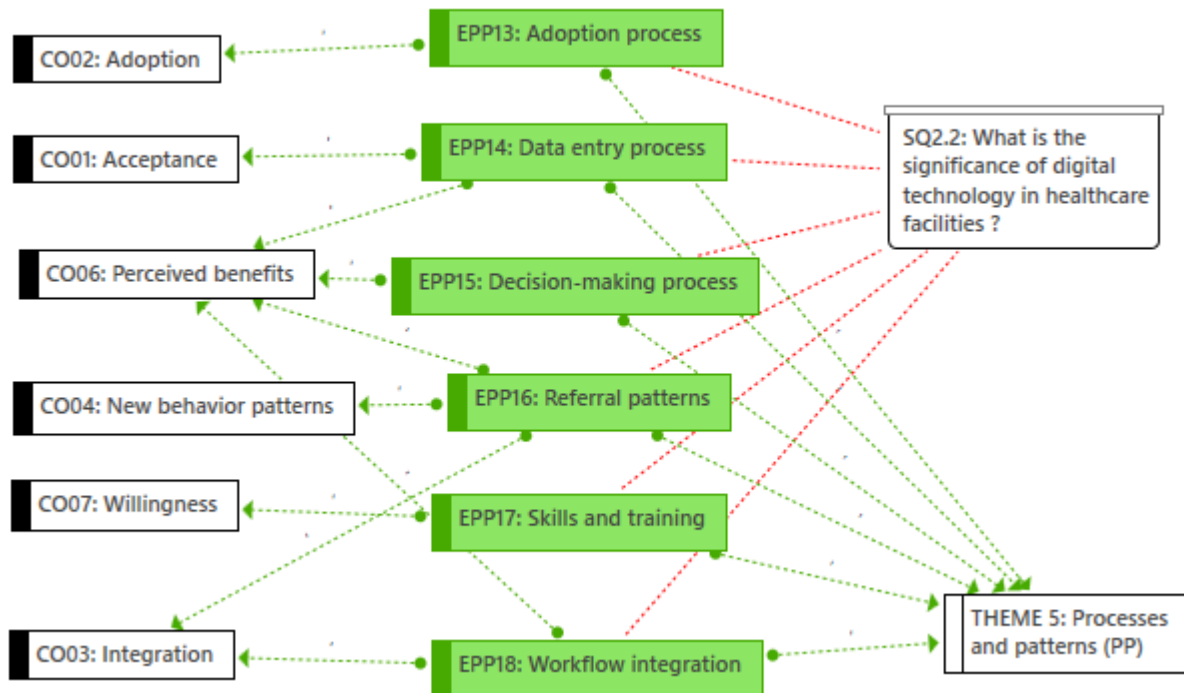 CO02: Adoption
EPP13: Adoption process
CO01: Acceptance
EPP14: Data entry process
SQ2.2: What is the
significance of digital
technology in healthcare
facilities ?
CO06: Perceived benefits
EPP15: Decision-making process
CO04: New behavior patterns
EPP16: Referral patterns
CO07: Willingness
EPP17: Skills and training
CO03: Integration
EPP18: Workflow integration
THEME 5: Processes
and patterns (PP)